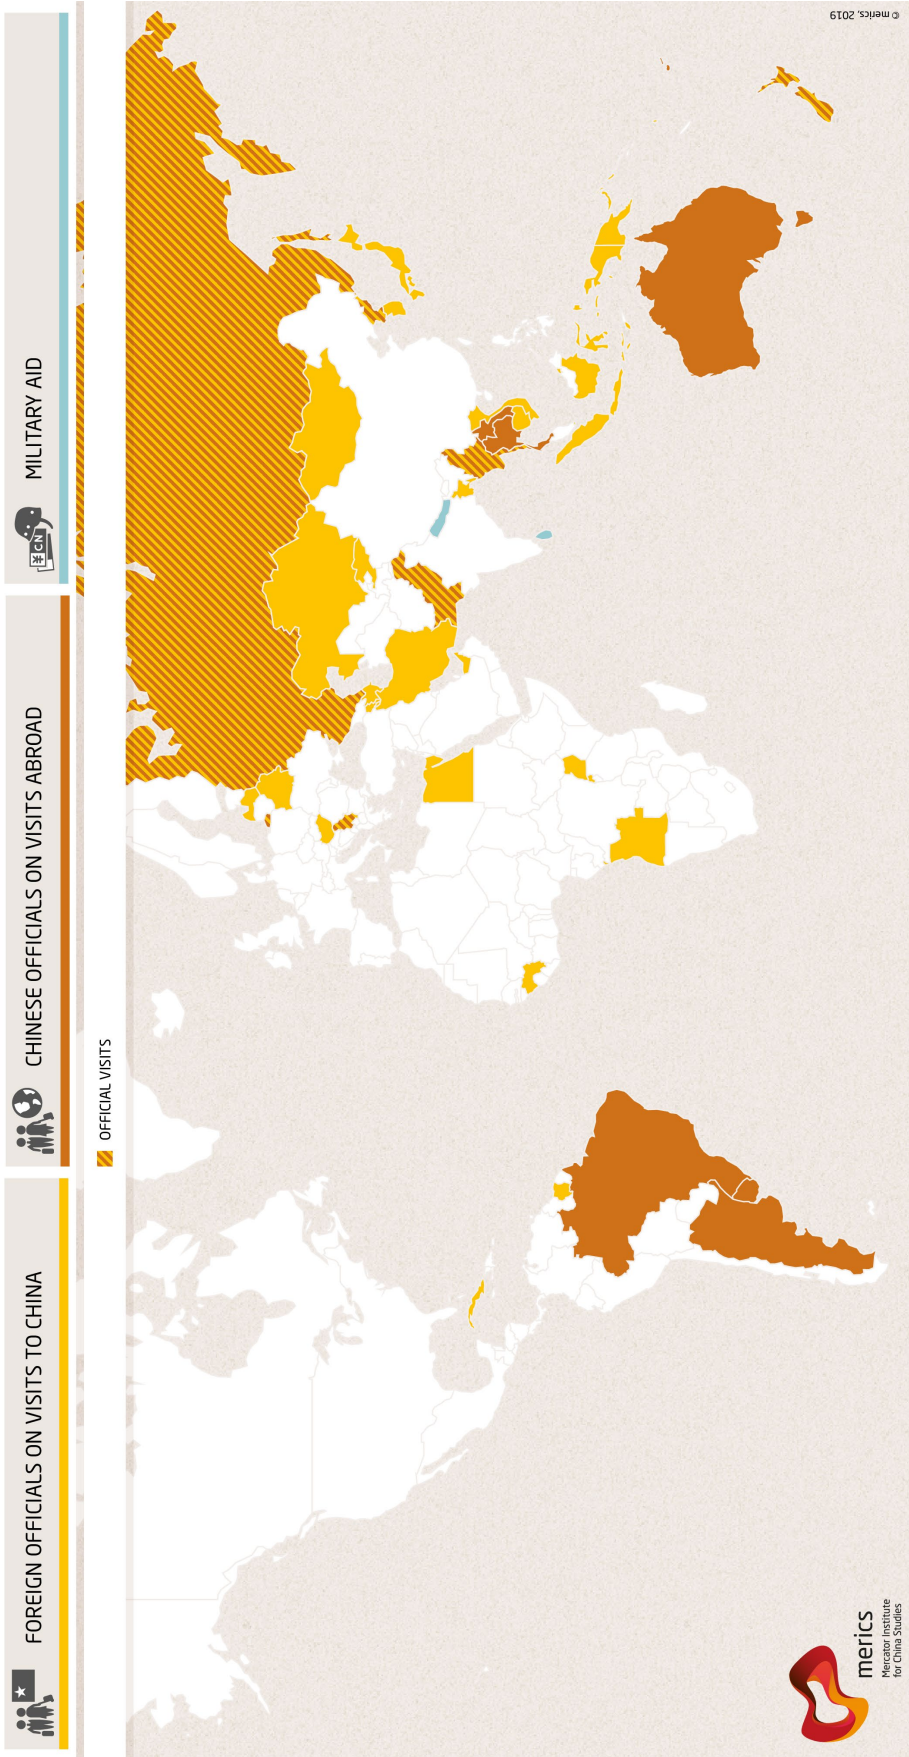 FOREIGN OFFICIALS ON VISITS TO CHINA
CHINESE OFFICIALS ON VISITS ABROAD
¥CN
MILITARY AID
OFFICIAL VISITS
merics
Mercator Institute
for China Studies
© merics, 2019